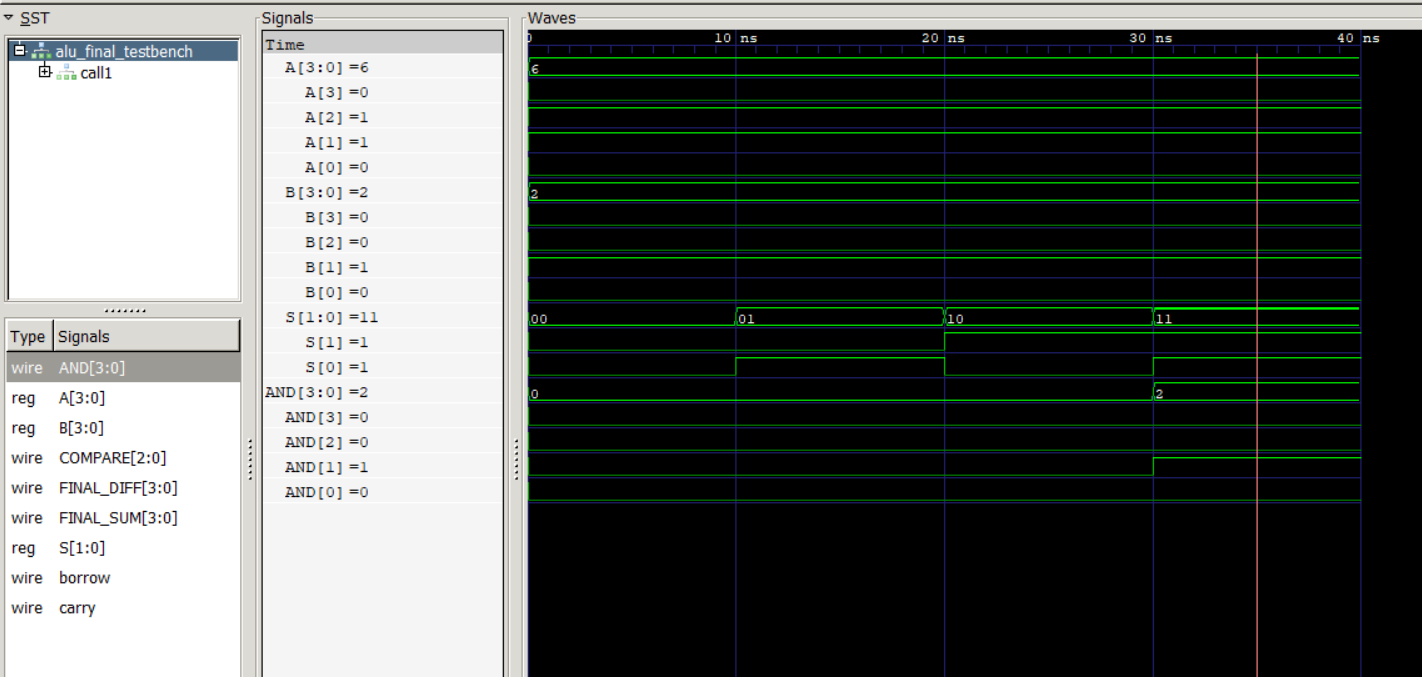 SST
alu_final_testbench
call1
Type Signals
wire AND[3:0]
reg A[3:0]
reg B[3:0]
wire COMPARE[2:0]
wire FINAL_DIFF[3:0]
wire FINAL_SUM[3:0]
reg S[1:0]
wire borrow
wire carry
Signals
Time
A[3:0] =6
A[3] =0
A[2] =1
A[1] =1
A[0] =0
B[3:0] =2
B[3] =0
B[2] =0
B[1] =1
B[0] =0
S[1:0] =11
S[1] =1
S[0] =1
AND[3:0] =2
AND[3] =0
AND[2] =0
AND[1] =1
AND[0] =0
Waves
0 10 ns 20 ns 30 ns 40 ns
6
2
00 01 10 11
0 2